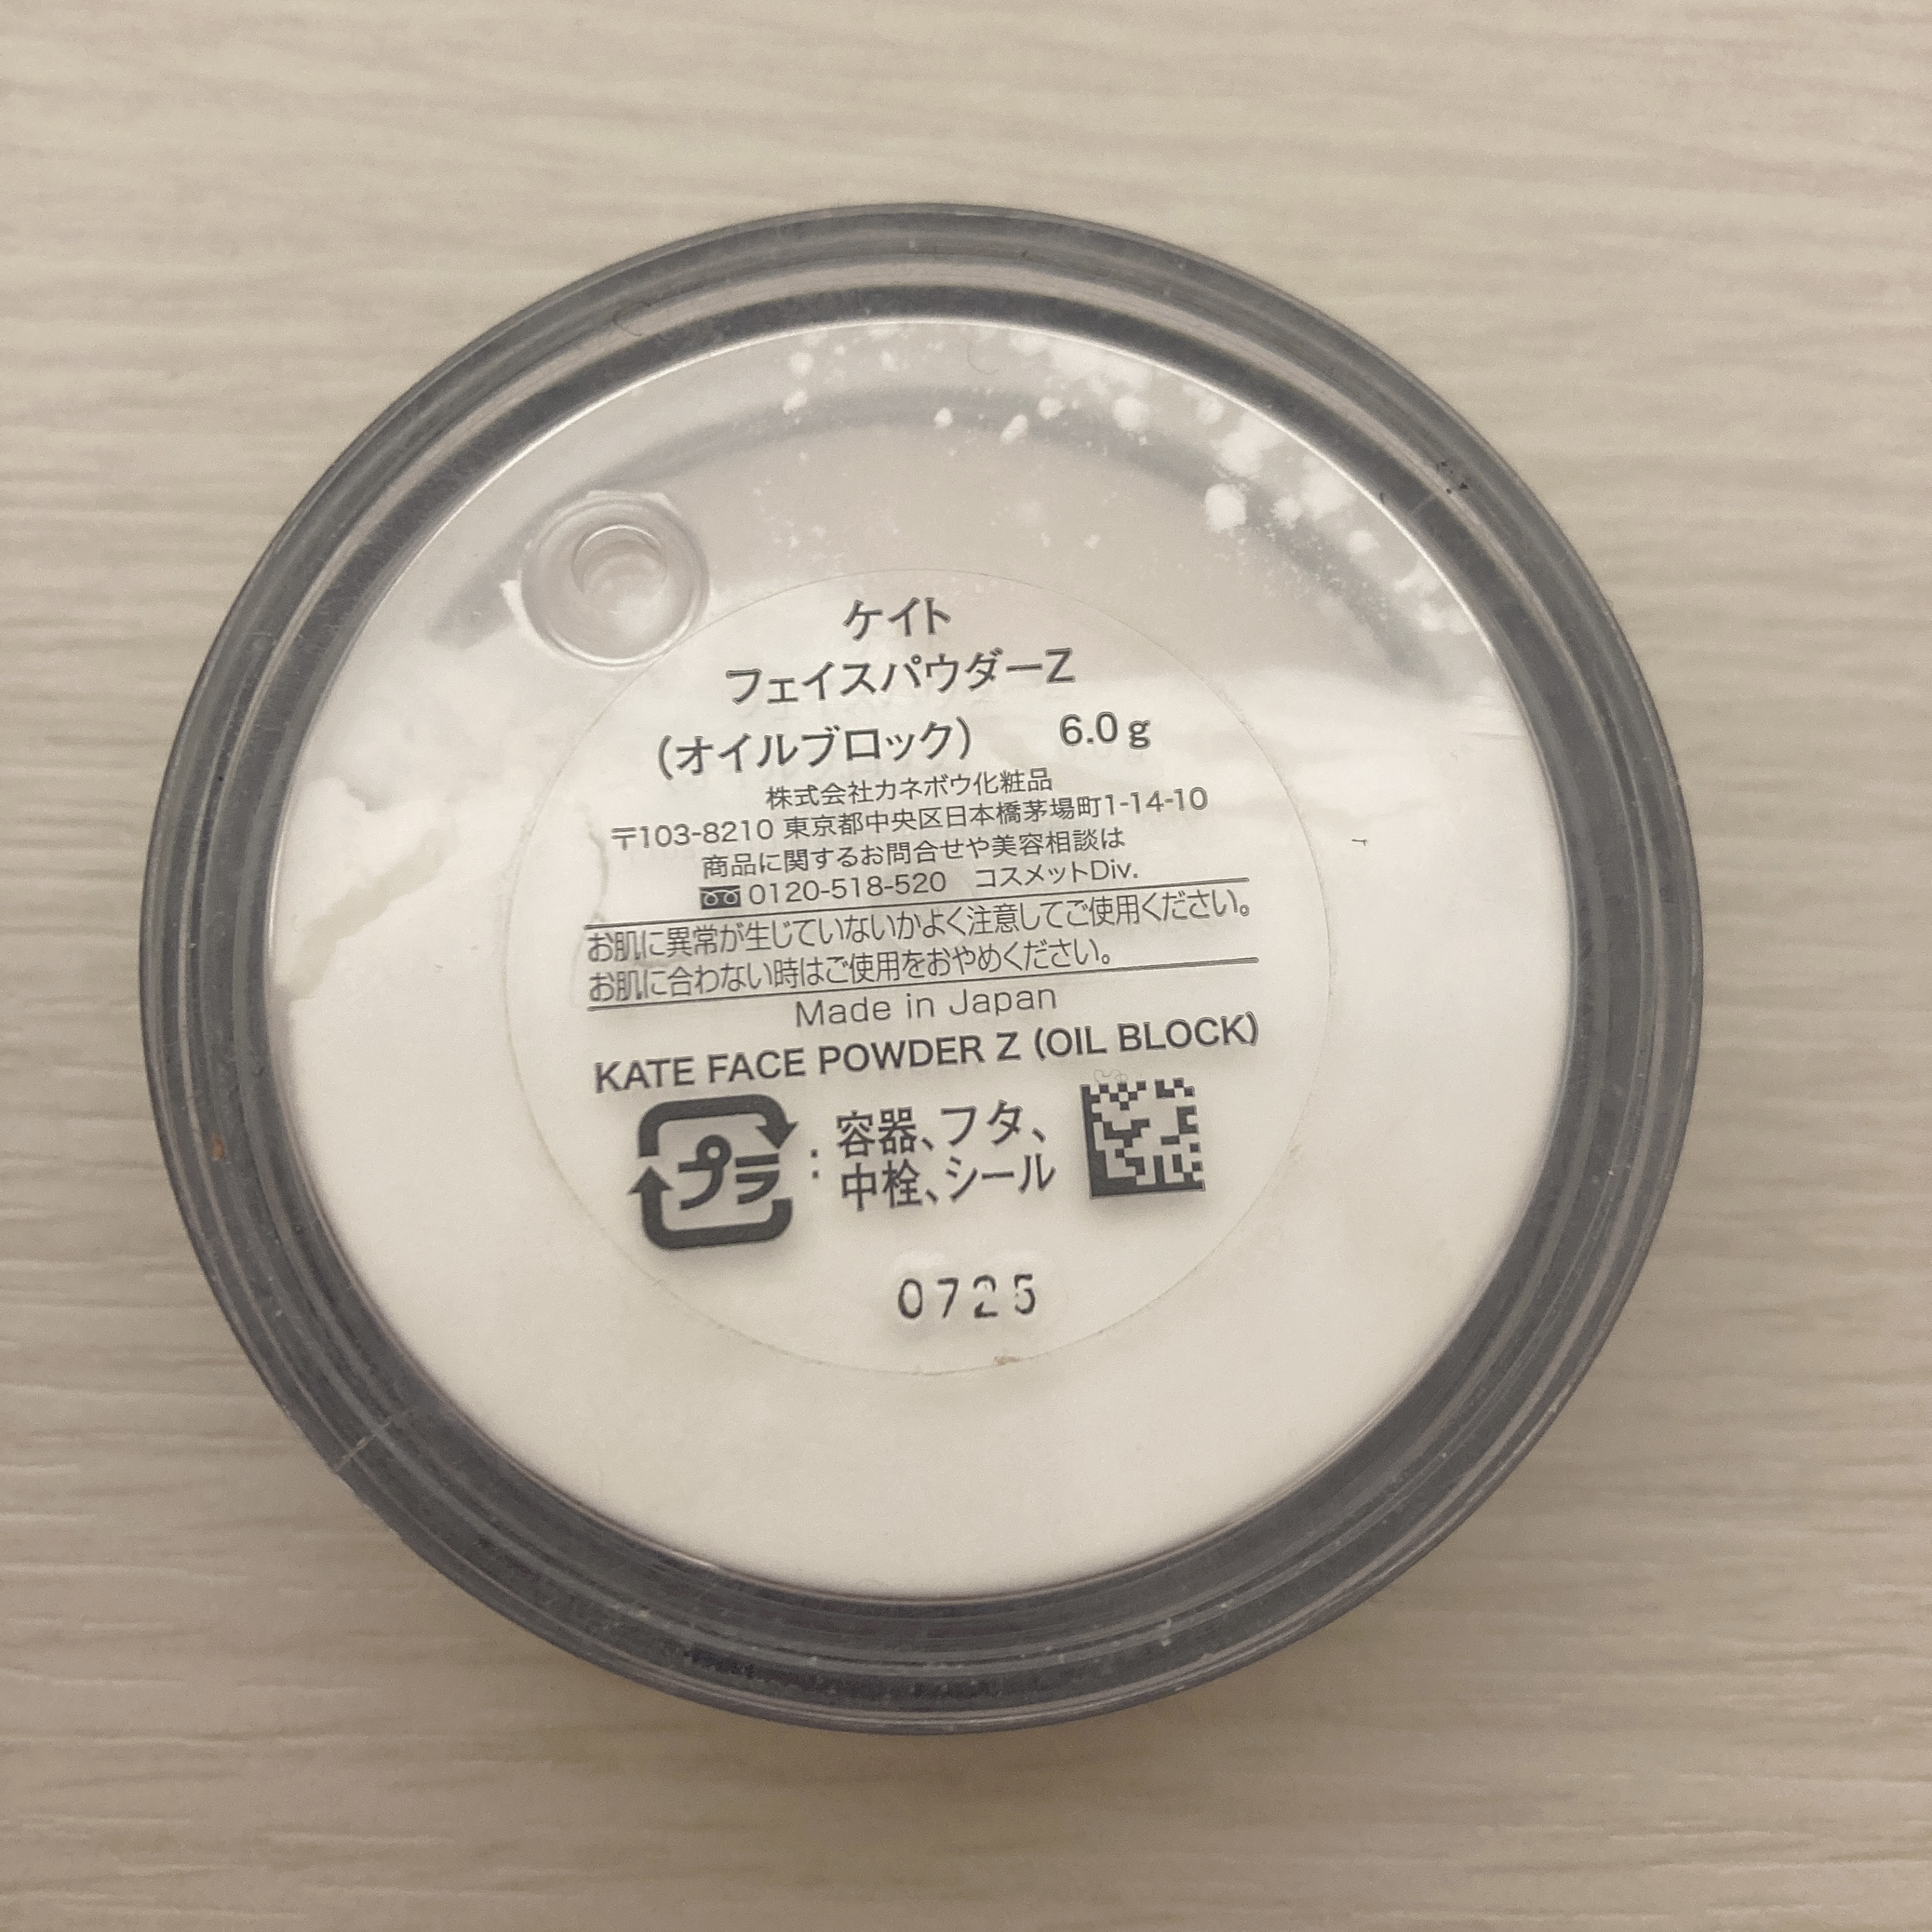 ケイト
フェイスパウダーZ
(オイルブロック) 6.0g
株式会社カネボウ化粧品
〒103-8210 東京都中央区日本橋茅場町1-14-10
商品に関するお問合せや美容相談は
0120-518-520 コスメットDiv.
お肌に異常が生じていないかよく注意してご使用ください。
お肌に合わない時はご使用をおやめください。
Made in Japan
KATE FACE POWDER Z (OIL BLOCK)
プラ : 容器、フタ、
中栓、シール
0725